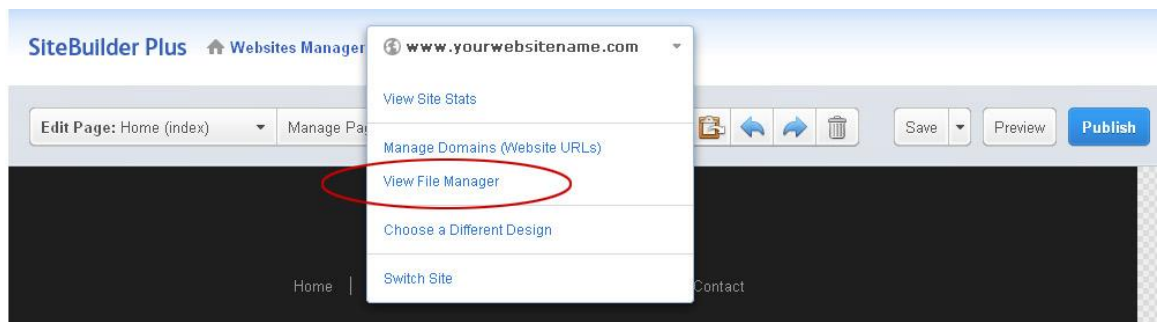 SiteBuilder Plus Websites Manager www.yourwebsitename.com
View Site Stats
Edit Page: Home (index) Manage Save Preview Publish
Manage Domains (Website URLs)
View File Manager
Choose a Different Design
Switch Site
Home | Contact